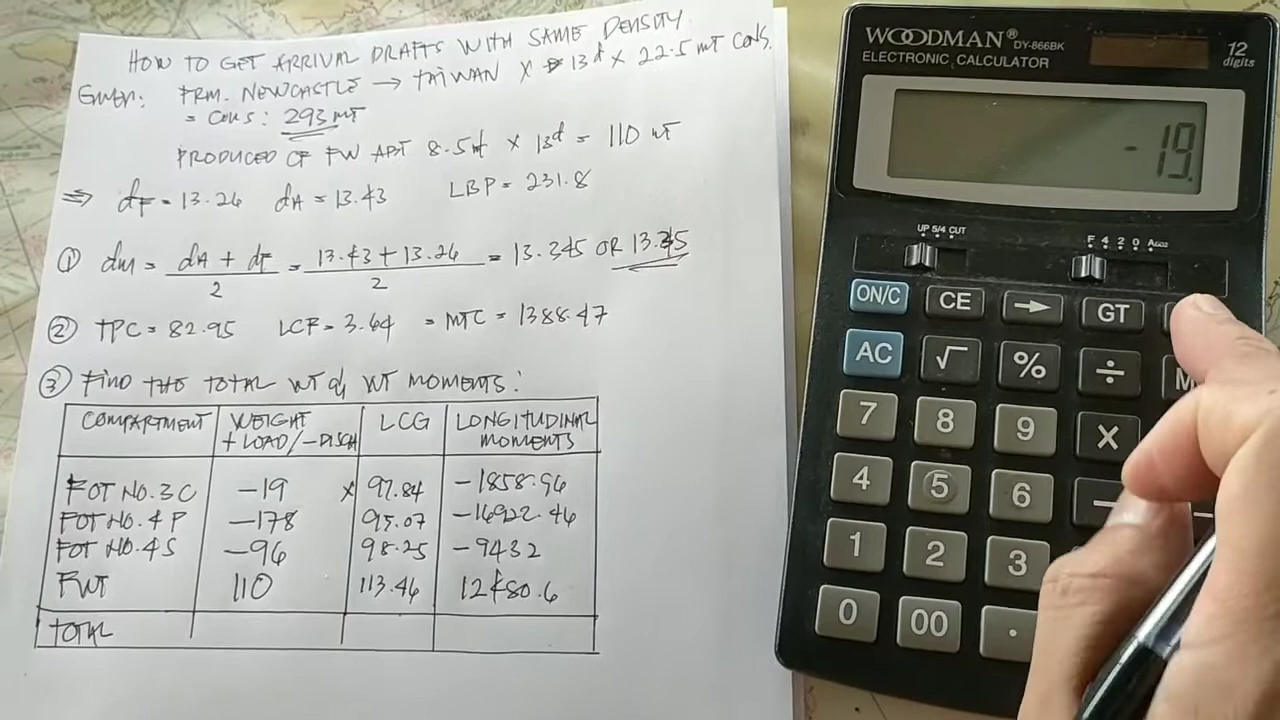 HOW TO GET ARRIVAL DRAFTS WITH SAME DENSITY
Given: FRM. NEWCASTLE → TAIWAN X 13d X 22.5 MT CONS.
= CONS: 293 MT
PRODUCED OF FW ABT 8.5mt X 13d = 110 MT
⇒ dF = 13.26 dA = 13.43 LBP = 231.8
① dM = dA + dF / 2 = 13.43 + 13.26 / 2 = 13.345 OR 13.35
② TPC = 82.95 LCF = 3.64 = MTC = 1388.47
③ FIND THE TOTAL WT & WT MOMENTS:
COMPARTMENT WEIGHT + LOAD/-DISCH LCG LONGITUDINAL MOMENTS
FOT NO.3C -19 X 97.84 -1858.96
FOT NO.4P -178 95.07 -16922.46
FOT NO.4S -96 98.25 -9432
FWT 110 113.46 12480.6
TOTAL
WOODMAN® DY-866BK
ELECTRONIC CALCULATOR
12 digits
-19.
UP 5/4 CUT F 4 2 0 ADD2
ON/C CE → GT
AC √ % ÷ M
7 8 9 X
4 5 6 -
1 2 3
0 00 .